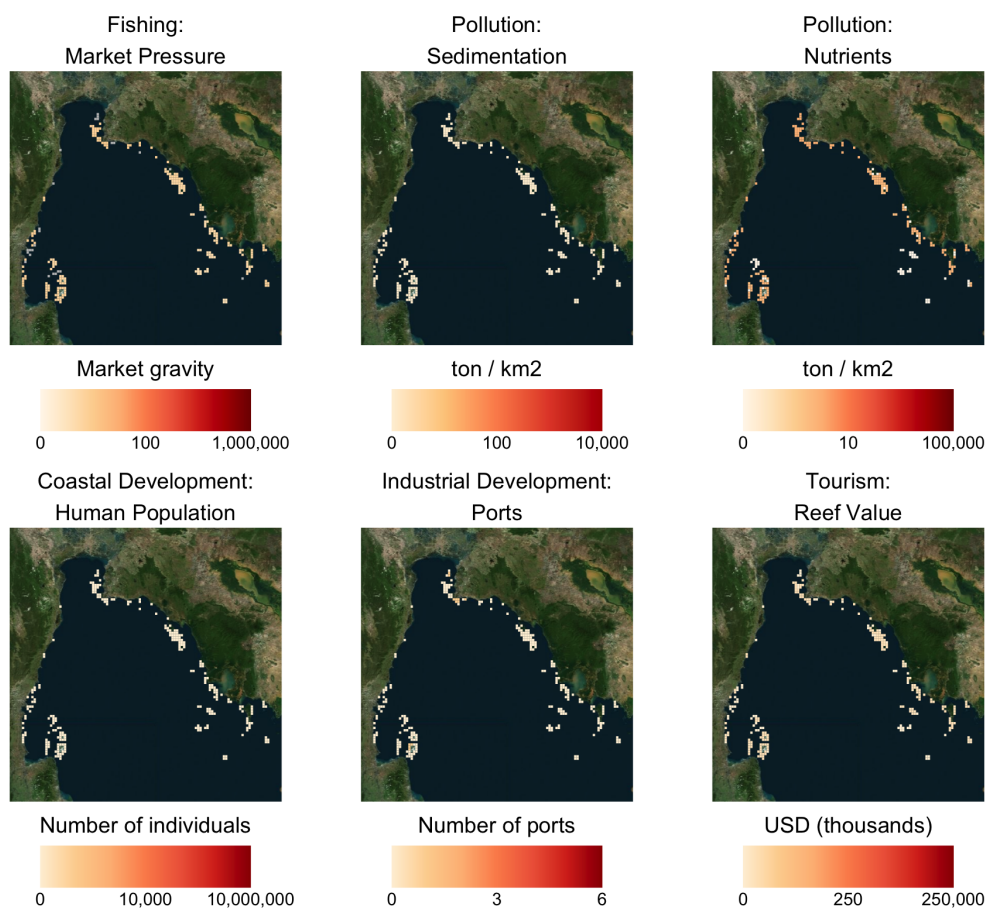 Fishing:
Market Pressure
Pollution:
Sedimentation
Pollution:
Nutrients
Market gravity
0 100 1,000,000
ton / km2
0 100 10,000
ton / km2
0 10 100,000
Coastal Development:
Human Population
Industrial Development:
Ports
Tourism:
Reef Value
Number of individuals
0 10,000 10,000,000
Number of ports
0 3 6
USD (thousands)
0 250 250,000